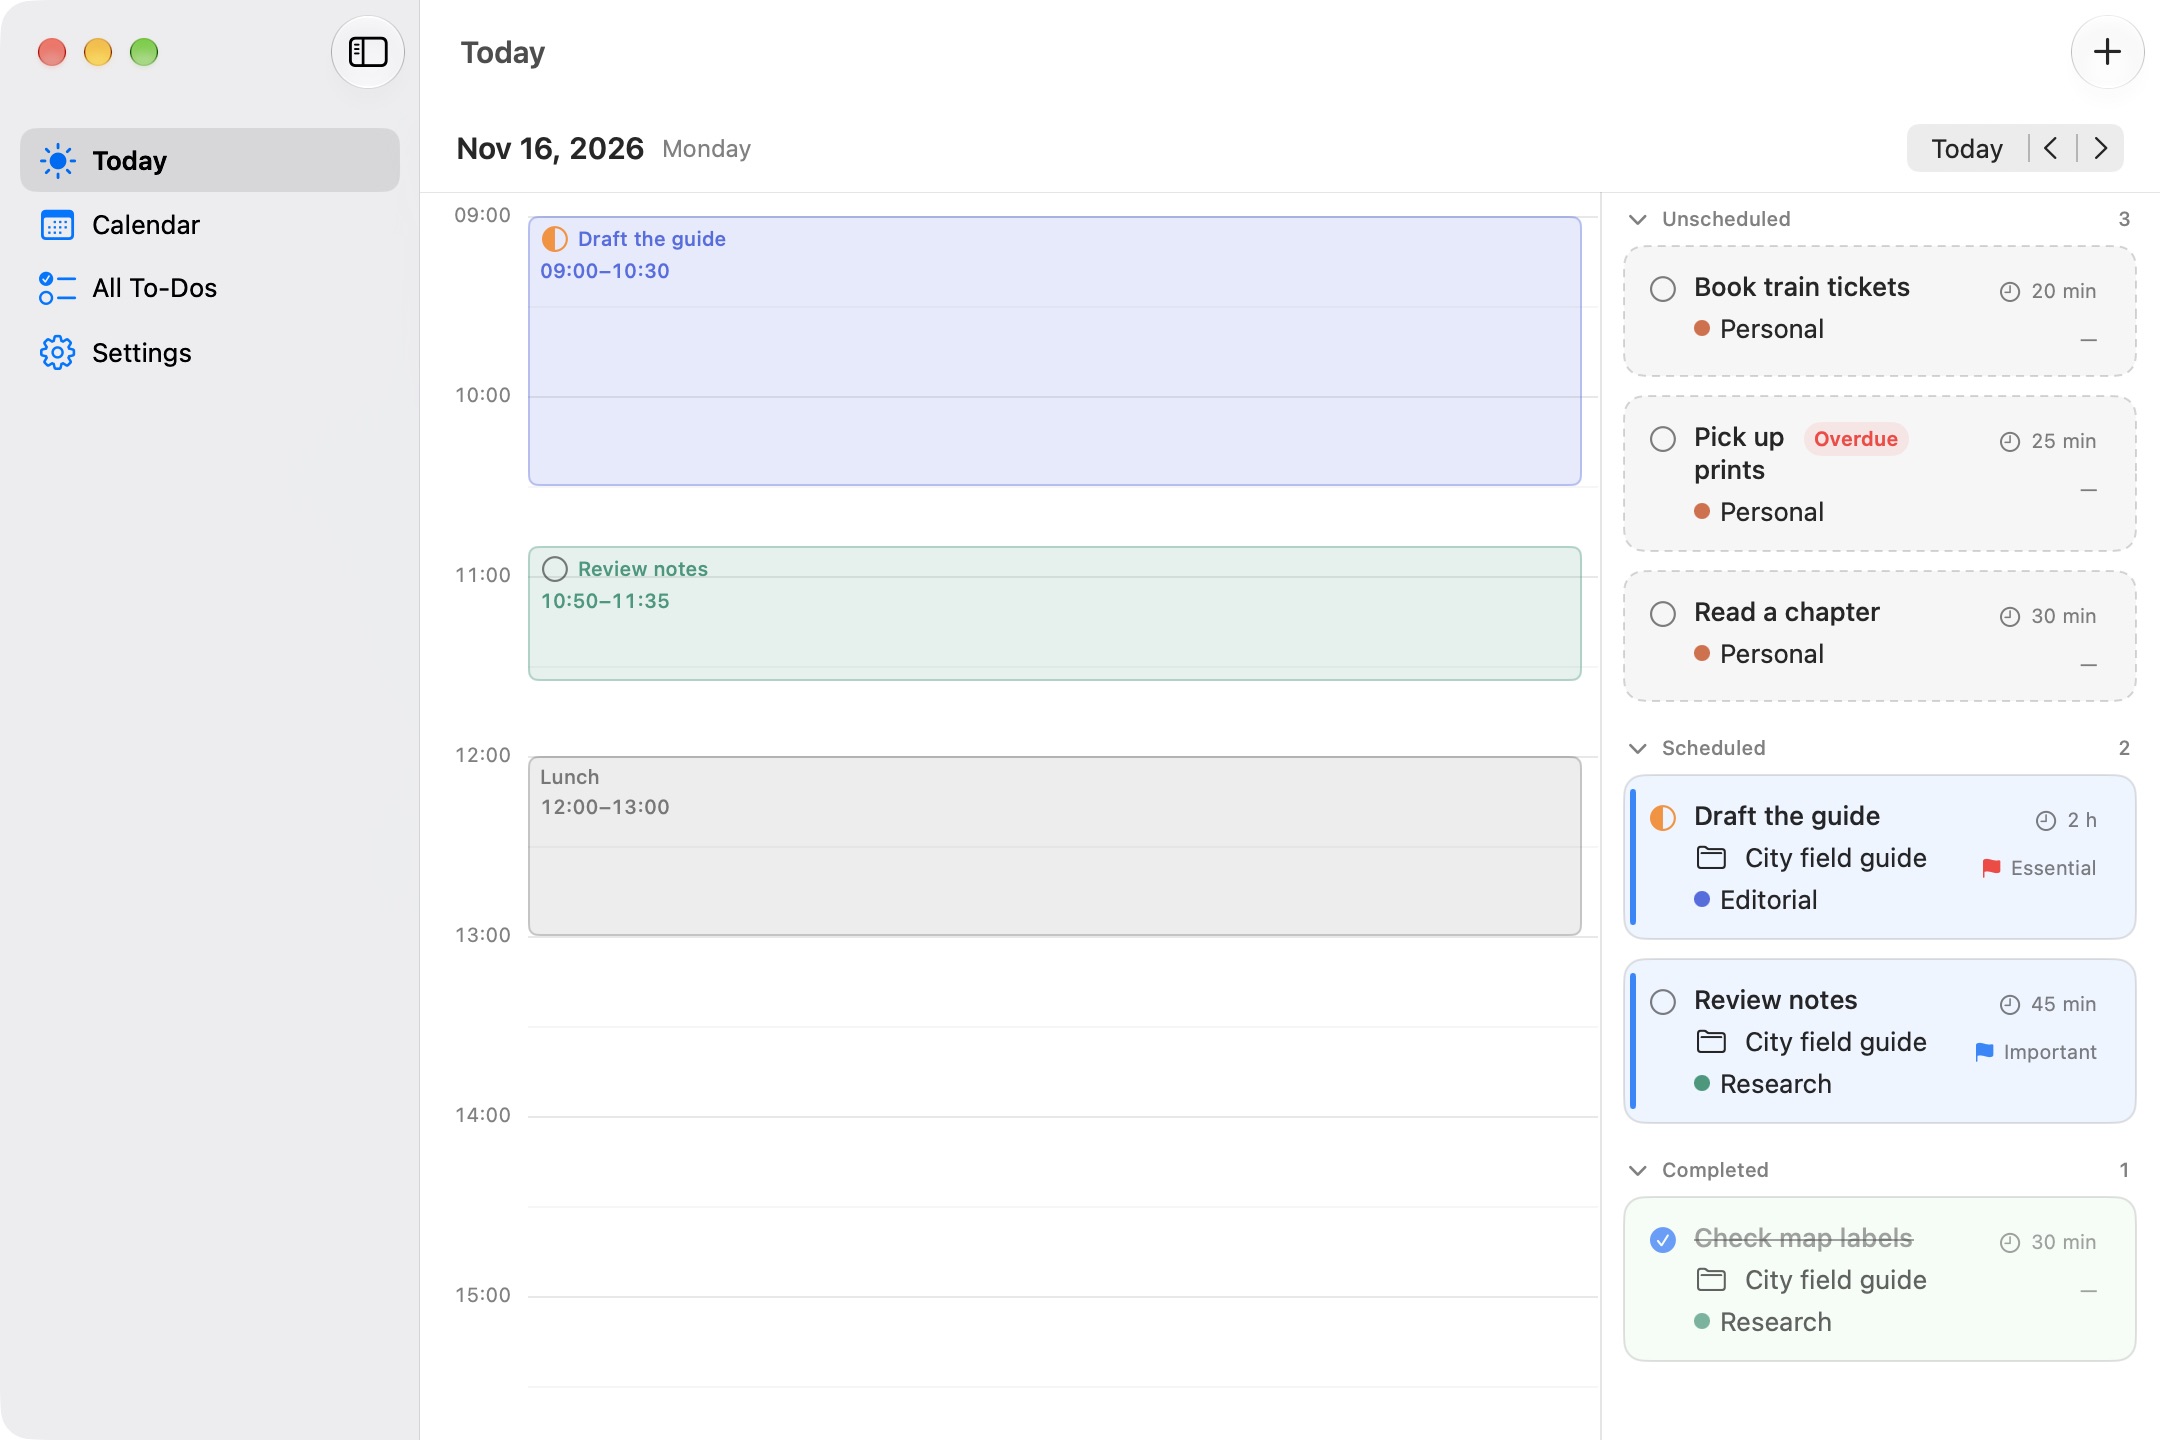 Today
Today
Calendar
All To-Dos
Settings
Nov 16, 2026 Monday
Today
09:00
Draft the guide
09:00–10:30
10:00
11:00
Review notes
10:50–11:35
12:00
Lunch
12:00–13:00
13:00
14:00
15:00
Unscheduled 3
Book train tickets 20 min
Personal –
Pick up Overdue 25 min
prints –
Personal
Read a chapter 30 min
Personal –
Scheduled 2
Draft the guide 2 h
City field guide Essential
Editorial
Review notes 45 min
City field guide Important
Research
Completed 1
Check map labels 30 min
City field guide –
Research